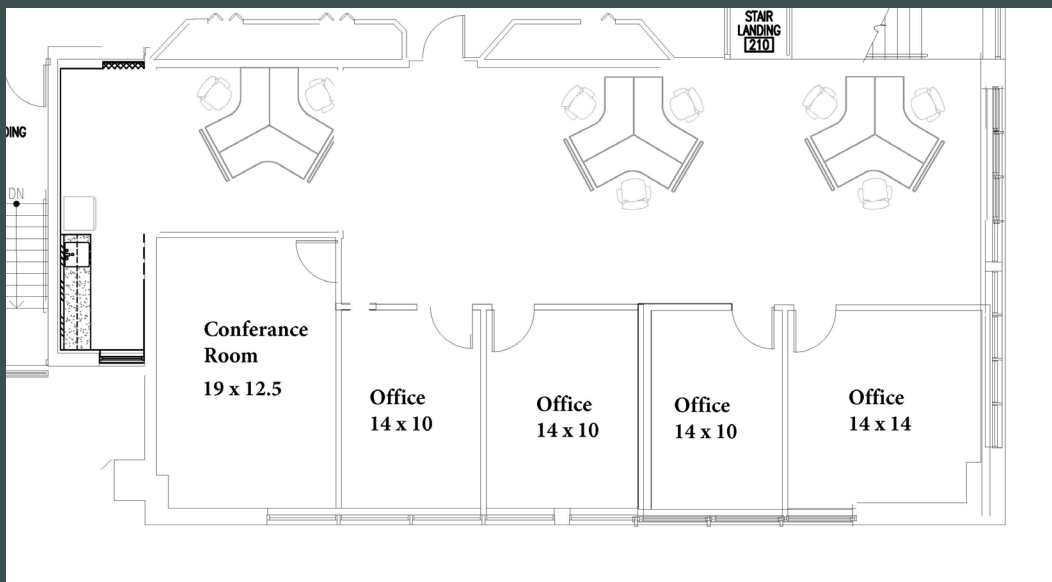 STAIR
LANDING
210
DING
DN
Conferance
Room
19 x 12.5
Office
14 x 10
Office
14 x 10
Office
14 x 10
Office
14 x 14